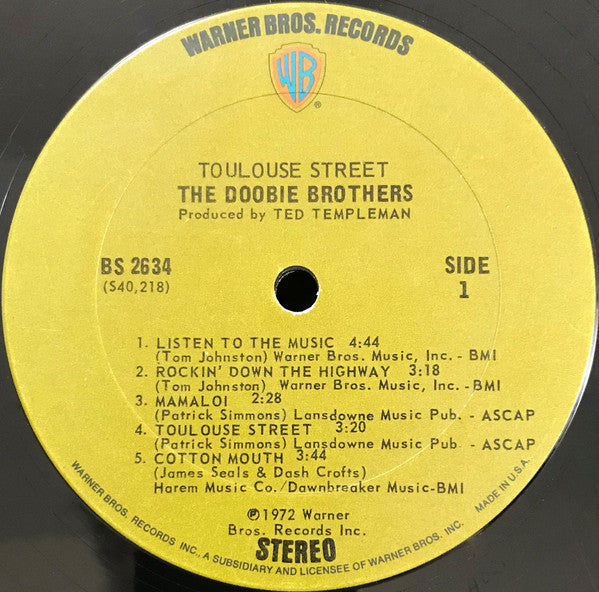 WARNER BROS. RECORDS
WB
®
TOULOUSE STREET
THE DOOBIE BROTHERS
Produced by TED TEMPLEMAN
BS 2634
(S40,218)
SIDE
1
1. LISTEN TO THE MUSIC 4:44
(Tom Johnston) Warner Bros. Music, Inc. - BMI
2. ROCKIN' DOWN THE HIGHWAY 3:18
(Tom Johnston) Warner Bros. Music, Inc. - BMI
3. MAMALOI 2:28
(Patrick Simmons) Lansdowne Music Pub. - ASCAP
4. TOULOUSE STREET 3:20
(Patrick Simmons) Lansdowne Music Pub - ASCAP
5. COTTON MOUTH 3:44
(James Seals & Dash Crofts)
Harem Music Co./Dawnbreaker Music-BMI
℗1972 Warner
Bros. Records Inc.
STEREO
WARNER BROS. RECORDS INC., A SUBSIDIARY AND LICENSEE OF WARNER BROS. INC.
MADE IN U.S.A.